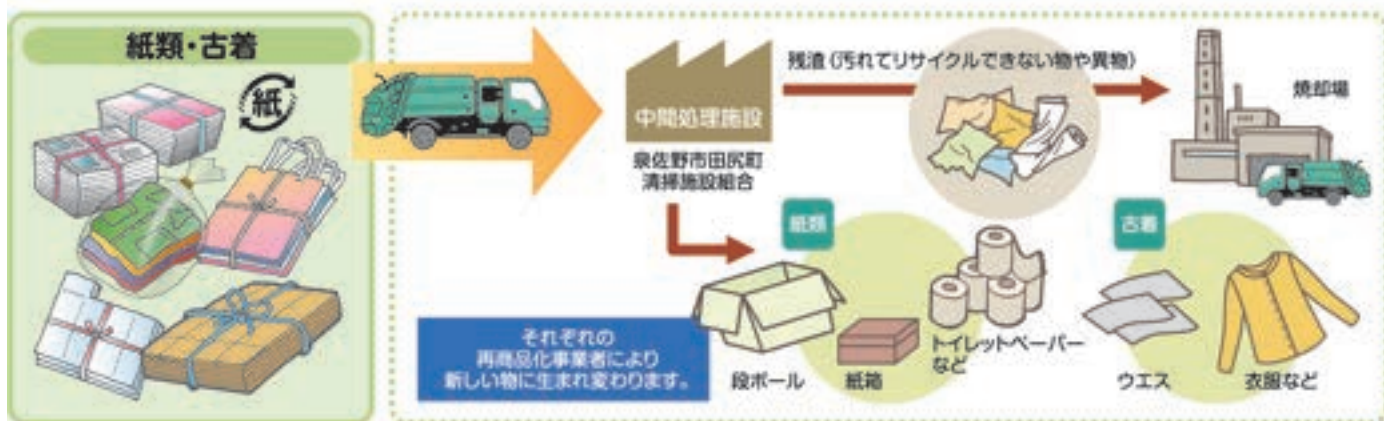 紙類・古着
紙
中間処理施設
泉佐野市田尻町
清掃施設組合
残渣（汚れてリサイクルできない物や異物）
焼却場
紙類
古着
それぞれの
再商品化事業者により
新しい物に生まれ変わります。
段ボール
紙箱
トイレットペーパー
など
ウエス
衣服など